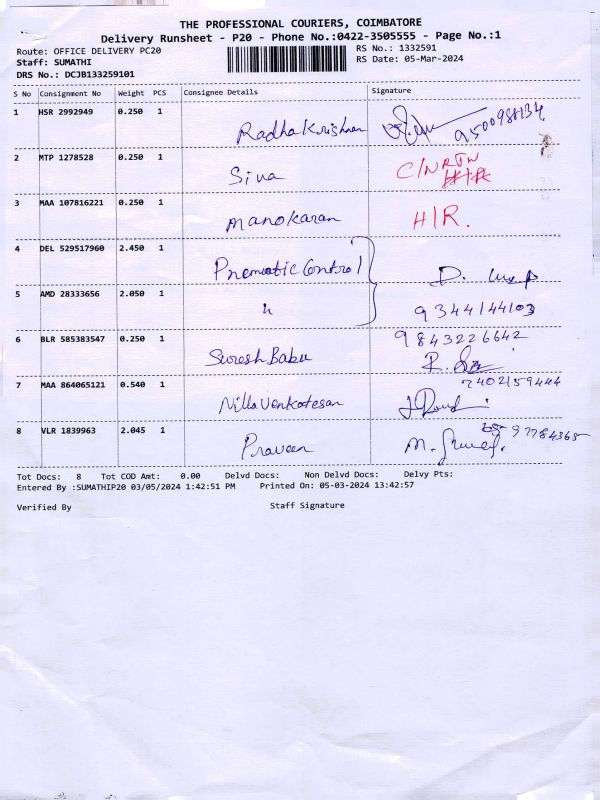 THE PROFESSIONAL COURIERS, COIMBATORE
Delivery Runsheet - P20 - Phone No.:0422-3505555 - Page No.:1
Route: OFFICE DELIVERY PC20 RS No.: 1332591
Staff: SUMATHI RS Date: 05-Mar-2024
DRS No.: DCJB133259101
S No Consignment No Weight PCS Consignee Details Signature
1 HSR 2992949 0.250 1 Radhakrishnan
2 MTP 1278528 0.250 1 Siva C/N RTN
3 MAA 107816221 0.250 1 Manokaran H/R.
4 DEL 529517960 2.450 1 Pnematic Control D.
5 AMD 28333656 2.050 1 " 9344144103
6 BLR 585383547 0.250 1 Suresh Babu 9843226642
7 MAA 864065121 0.540 1 Nilla Venkatesan 7402159444
8 VLR 1839963 2.045 1 Praveen M.
Tot Docs: 8 Tot COD Amt: 0.00 Delvd Docs: Non Delvd Docs: Delvy Pts:
Entered By :SUMATHIP20 03/05/2024 1:42:51 PM Printed On: 05-03-2024 13:42:57
Verified By Staff Signature